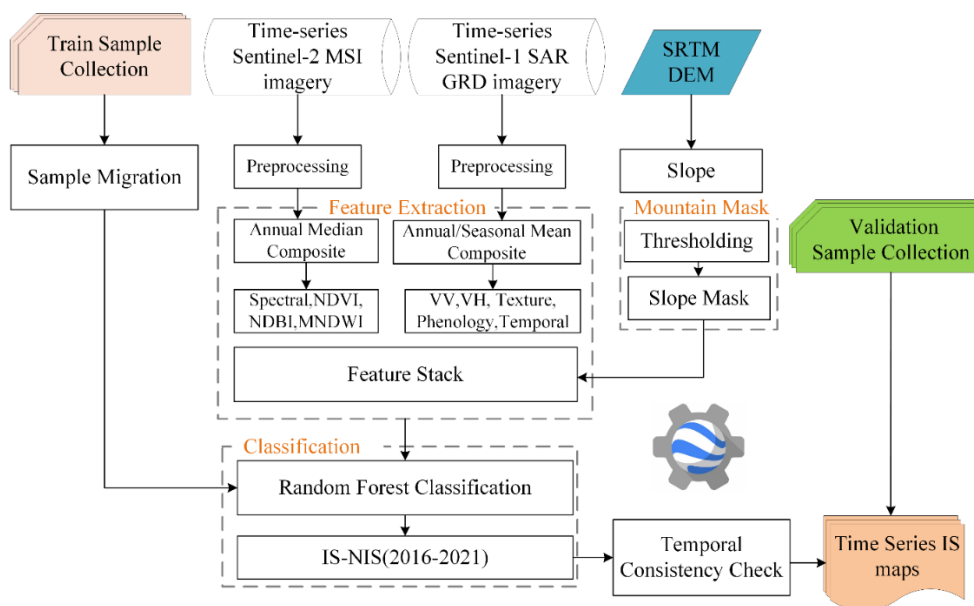 Train Sample
Collection
Time-series
Sentinel-2 MSI
imagery
Time-series
Sentinel-1 SAR
GRD imagery
SRTM
DEM
Sample Migration
Preprocessing
Preprocessing
Slope
Feature Extraction
Mountain Mask
Annual Median
Composite
Annual/Seasonal Mean
Composite
Thresholding
Validation
Sample Collection
Spectral,NDVI,
NDBI,MNDWI
VV,VH, Texture,
Phenology,Temporal
Slope Mask
Feature Stack
Classification
Random Forest Classification
IS-NIS(2016-2021)
Temporal
Consistency Check
Time Series IS
maps